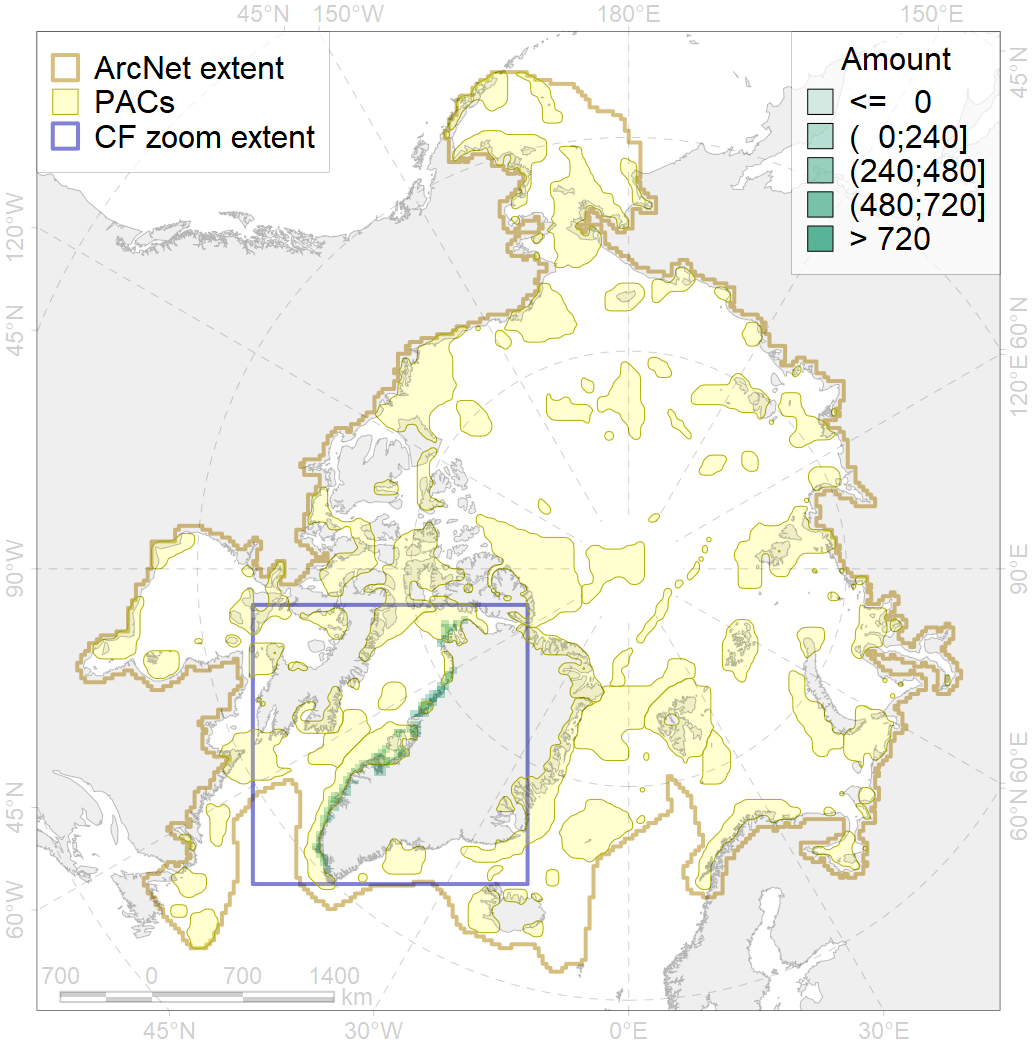 45°N 150°W 180°E 150°E
ArcNet extent
PACs
CF zoom extent
Amount
<= 0
( 0;240]
(240;480]
(480;720]
> 720
45°N
120°W
45°N
90°W
45°N
60°W
60°N
120°E
90°E
60°E
60°N
700 0 700 1400
km
45°N 30°W 0°E 30°E